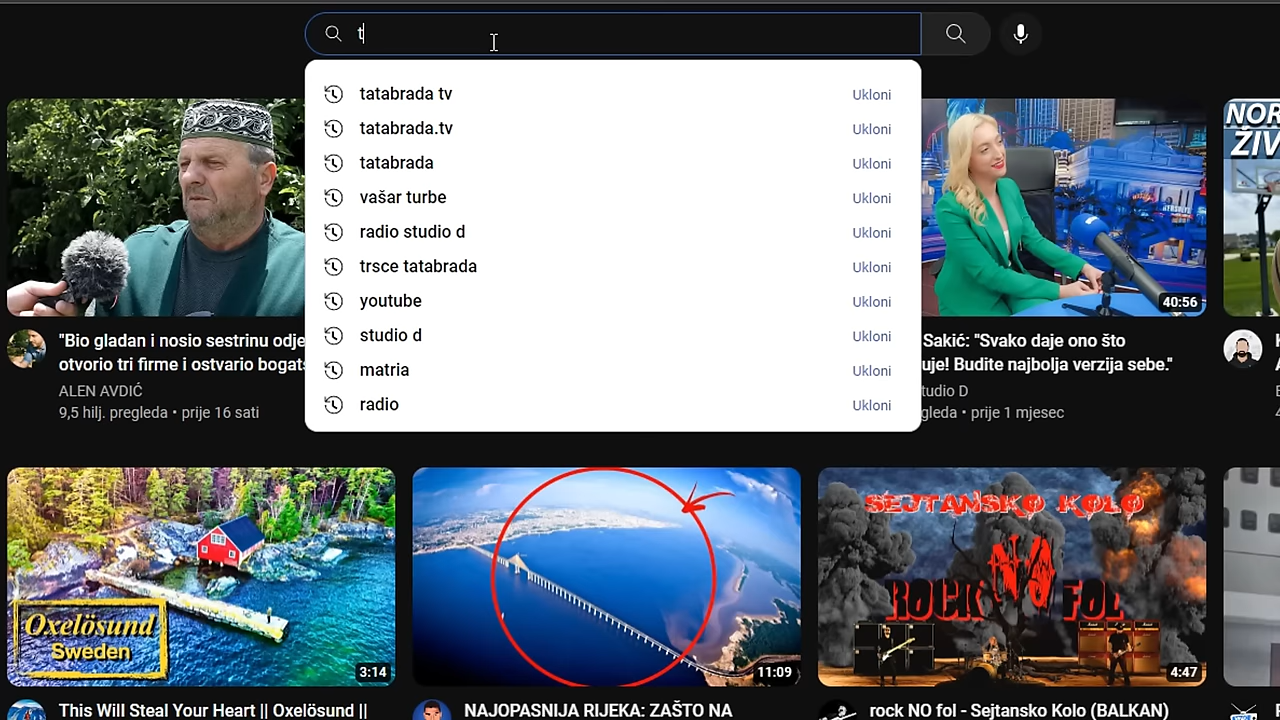 t
tatabrada tv
Ukloni
tatabrada.tv
Ukloni
tatabrada
Ukloni
vašar turbe
Ukloni
radio studio d
Ukloni
trsce tatabrada
Ukloni
youtube
Ukloni
studio d
Ukloni
matria
Ukloni
radio
Ukloni
NOR
ŽIV
40:56
"Bio gladan i nosio sestrinu odje
otvorio tri firme i ostvario bogats
ALEN AVDIĆ
9,5 hilj. pregleda • prije 16 sati
Sakić: "Svako daje ono što
uje! Budite najbolja verzija sebe."
tudio D
gleda • prije 1 mjesec
Oxelösund
Sweden
3:14
11:09
SEJTANSKO KOLO
ROCK NO FOL
4:47
This Will Steal Your Heart || Oxelösund ||
NAJOPASNIJA RIJEKA: ZAŠTO NA
rock NO fol - Sejtansko Kolo (BALKAN)